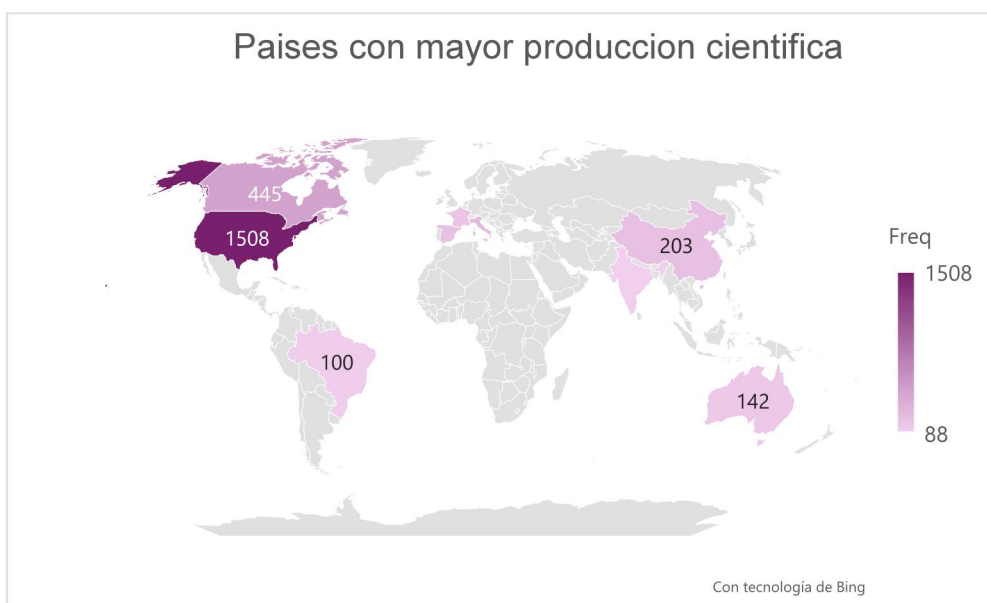 Paises con mayor produccion cientifica
445
1508
203
100
142
Freq
1508
88
Con tecnología de Bing